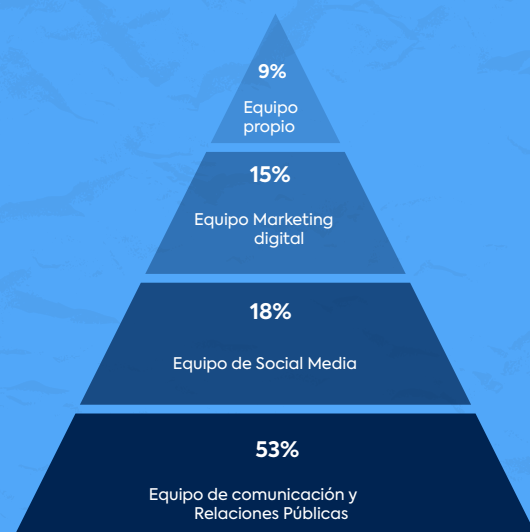 9%
Equipo
propio
15%
Equipo Marketing
digital
18%
Equipo de Social Media
53%
Equipo de comunicación y
Relaciones Públicas